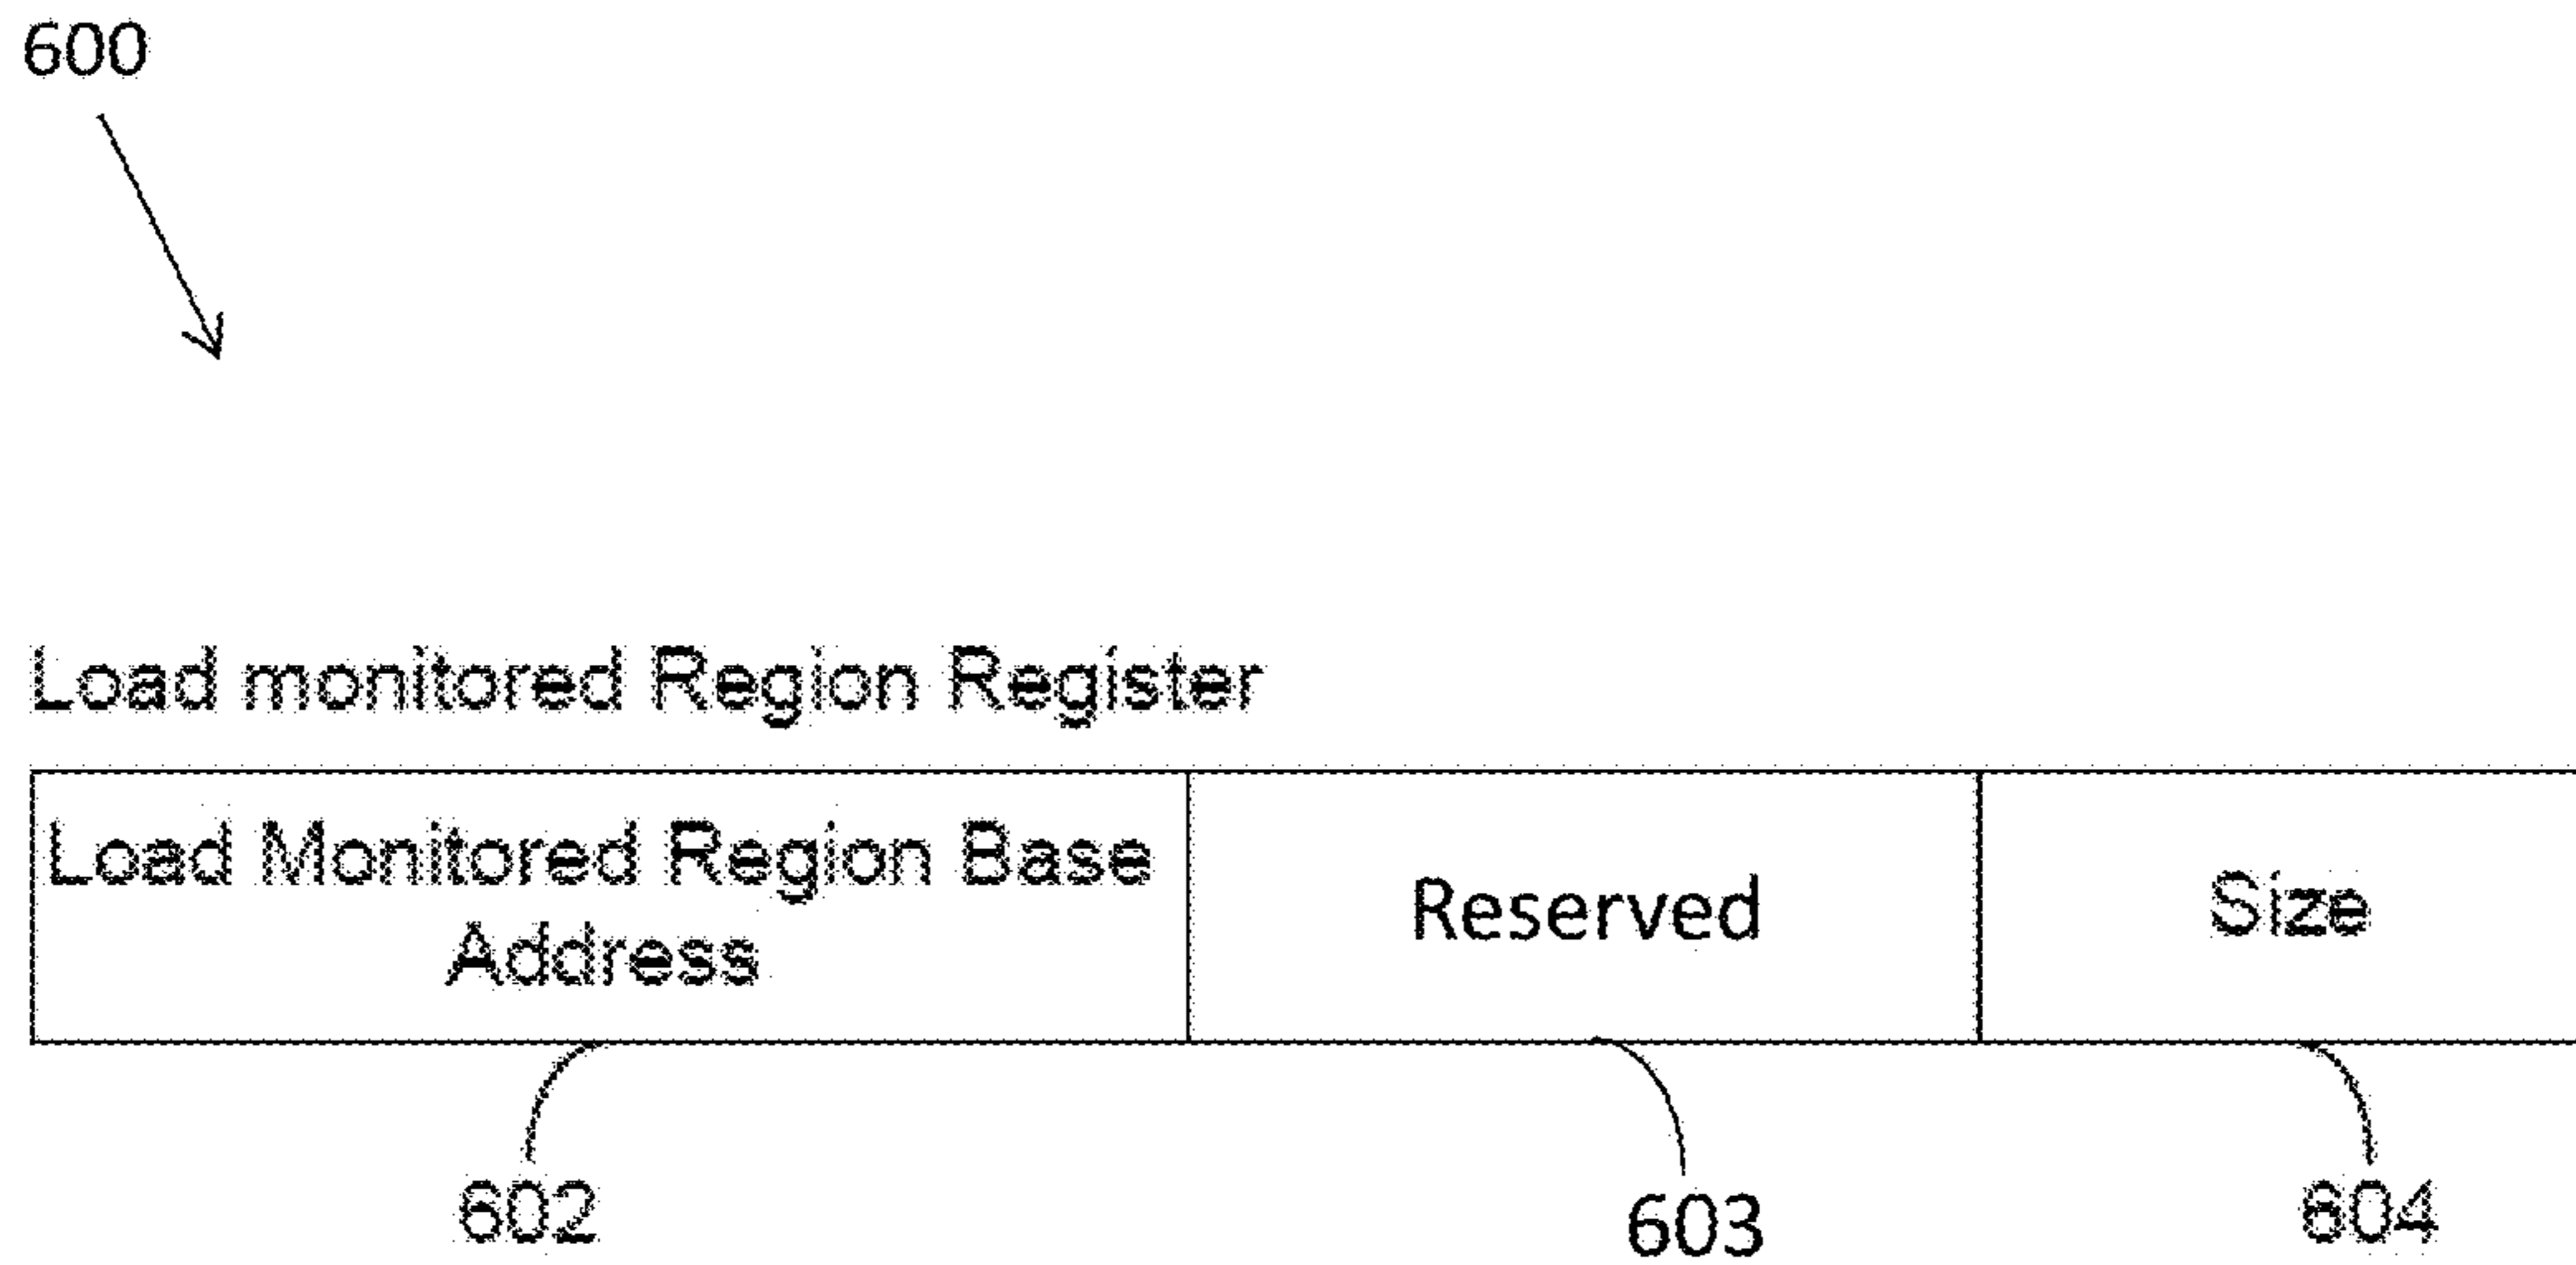 600
Load monitored Region Register
Load Monitored Region Base
Address
Reserved
Size
602
603
604